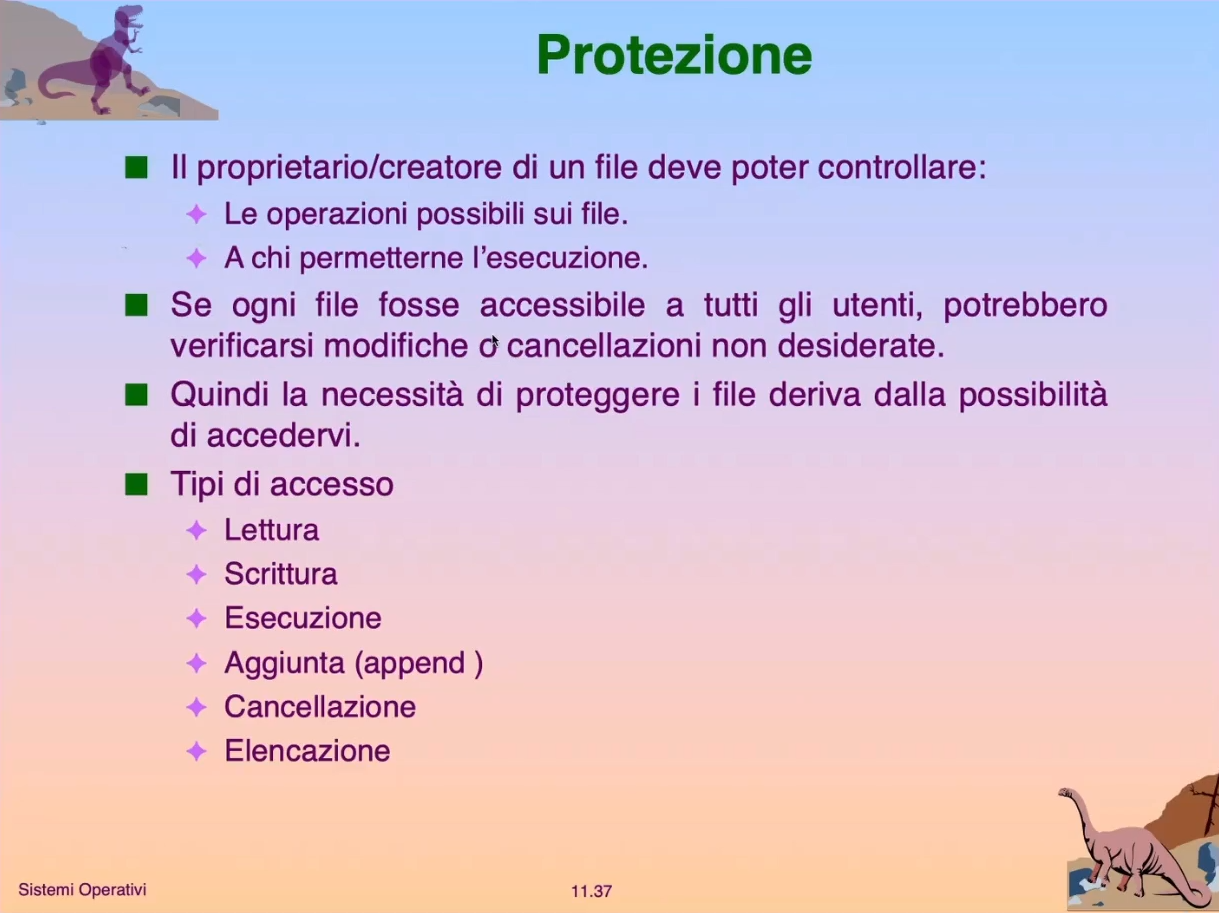 Protezione
Il proprietario/creatore di un file deve poter controllare:
Le operazioni possibili sui file.
A chi permetterne l’esecuzione.
Se ogni file fosse accessibile a tutti gli utenti, potrebbero
verificarsi modifiche o cancellazioni non desiderate.
Quindi la necessità di proteggere i file deriva dalla possibilità
di accedervi.
Tipi di accesso
Lettura
Scrittura
Esecuzione
Aggiunta (append )
Cancellazione
Elencazione
Sistemi Operativi
11.37